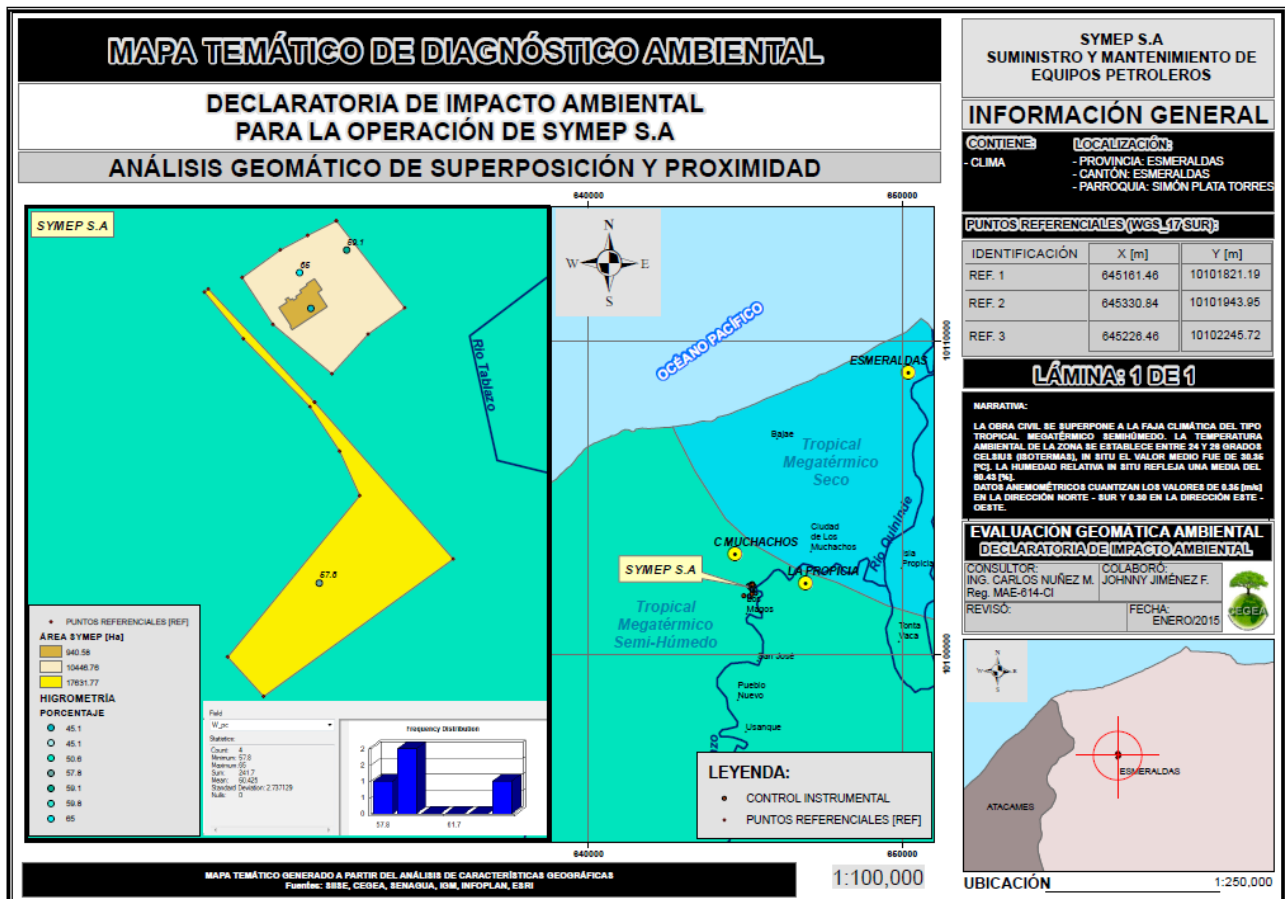 MAPA TEMÁTICO DE DIAGNÓSTICO AMBIENTAL
DECLARATORIA DE IMPACTO AMBIENTAL
PARA LA OPERACIÓN DE SYMEP S.A
ANÁLISIS GEOMÁTICO DE SUPERPOSICIÓN Y PROXIMIDAD
SYMEP S.A
59.1
65
57.8
Rio Tablazo
PUNTOS REFERENCIALES [REF]
ÁREA SYMEP [Ha]
940.58
10446.76
17631.77
HIGROMETRÍA
PORCENTAJE
45.1
45.1
50.6
57.8
59.1
59.8
65
Field
W_pc
Statistics:
Count: 4
Minimum: 57.8
Maximum: 65
Sum: 241.7
Mean: 60.425
Standard Deviation: 2.737129
Nulls: 0
Frequency Distribution
2
2
1
1
0
57.8 61.7
640000 650000
N
W E
S
OCÉANO PACÍFICO
ESMERALDAS
10110000
Tropical
Megatérmico
Seco
Ciudad
de Los
Muchachos
Río Quininde
C MUCHACHOS
LA PROPICIA
Isla
Propicia
SYMEP S.A
Los
Magos
Tropical
Megatérmico
Semi-Húmedo
Tonta
Vaca
San José
10100000
Pueblo
Nuevo
Usanque
LEYENDA:
CONTROL INSTRUMENTAL
PUNTOS REFERENCIALES [REF]
640000 650000
MAPA TEMÁTICO GENERADO A PARTIR DEL ANÁLISIS DE CARACTERÍSTICAS GEOGRÁFICAS
Fuentes: SIISE, CEGEA, SENAGUA, IGM, INFOPLAN, ESRI
1:100,000
SYMEP S.A
SUMINISTRO Y MANTENIMIENTO DE
EQUIPOS PETROLEROS
INFORMACIÓN GENERAL
CONTIENE: LOCALIZACIÓN:
- CLIMA - PROVINCIA: ESMERALDAS
- CANTÓN: ESMERALDAS
- PARROQUIA: SIMÓN PLATA TORRES
PUNTOS REFERENCIALES (WGS_17 SUR):
IDENTIFICACIÓN X [m] Y [m]
REF. 1 645161.46 10101821.19
REF. 2 645330.84 10101943.95
REF. 3 645226.46 10102245.72
LÁMINA: 1 DE 1
NARRATIVA:
LA OBRA CIVIL SE SUPERPONE A LA FAJA CLIMÁTICA DEL TIPO
TROPICAL MEGATÉRMICO SEMIHÚMEDO. LA TEMPERATURA
AMBIENTAL DE LA ZONA SE ESTABLECE ENTRE 24 Y 26 GRADOS
CELSIUS (ISOTERMAS), IN SITU EL VALOR MEDIO FUE DE 30.35
[ºC]. LA HUMEDAD RELATIVA IN SITU REFLEJA UNA MEDIA DEL
60.43 [%].
DATOS ANEMOMÉTRICOS CUANTIZAN LOS VALORES DE 0.35 [m/s]
EN LA DIRECCIÓN NORTE - SUR Y 0.30 EN LA DIRECCIÓN ESTE -
OESTE.
EVALUACIÓN GEOMÁTICA AMBIENTAL
DECLARATORIA DE IMPACTO AMBIENTAL
CONSULTOR: COLABORÓ:
ING. CARLOS NUÑEZ M. JOHNNY JIMÉNEZ F.
Reg. MAE-614-CI
REVISÓ: FECHA:
ENERO/2015
CEGEA
N
W E
S
ESMERALDAS
ATACAMES
UBICACIÓN 1:250,000